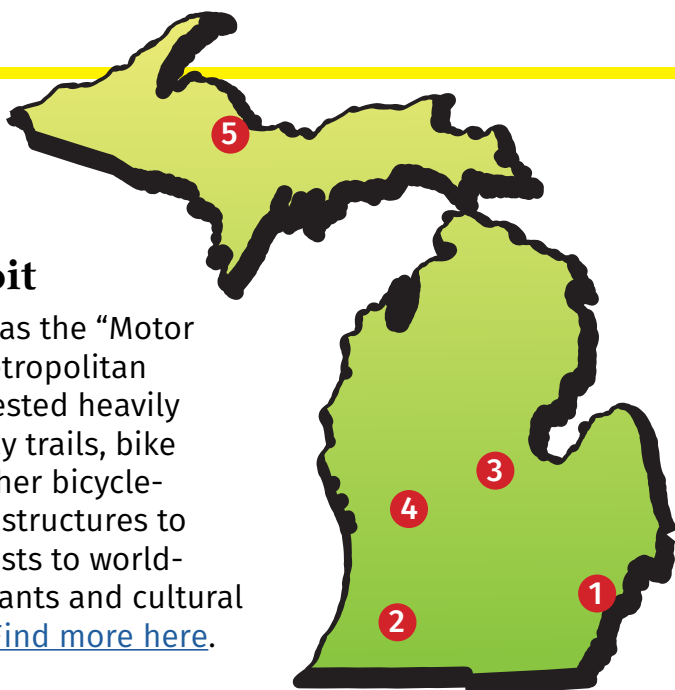 5
oit
as the “Motor
tropolitan
ested heavily
y trails, bike
her bicycle-
structures to
sts to world-
ants and cultural
Find more here.
3
4
1
2